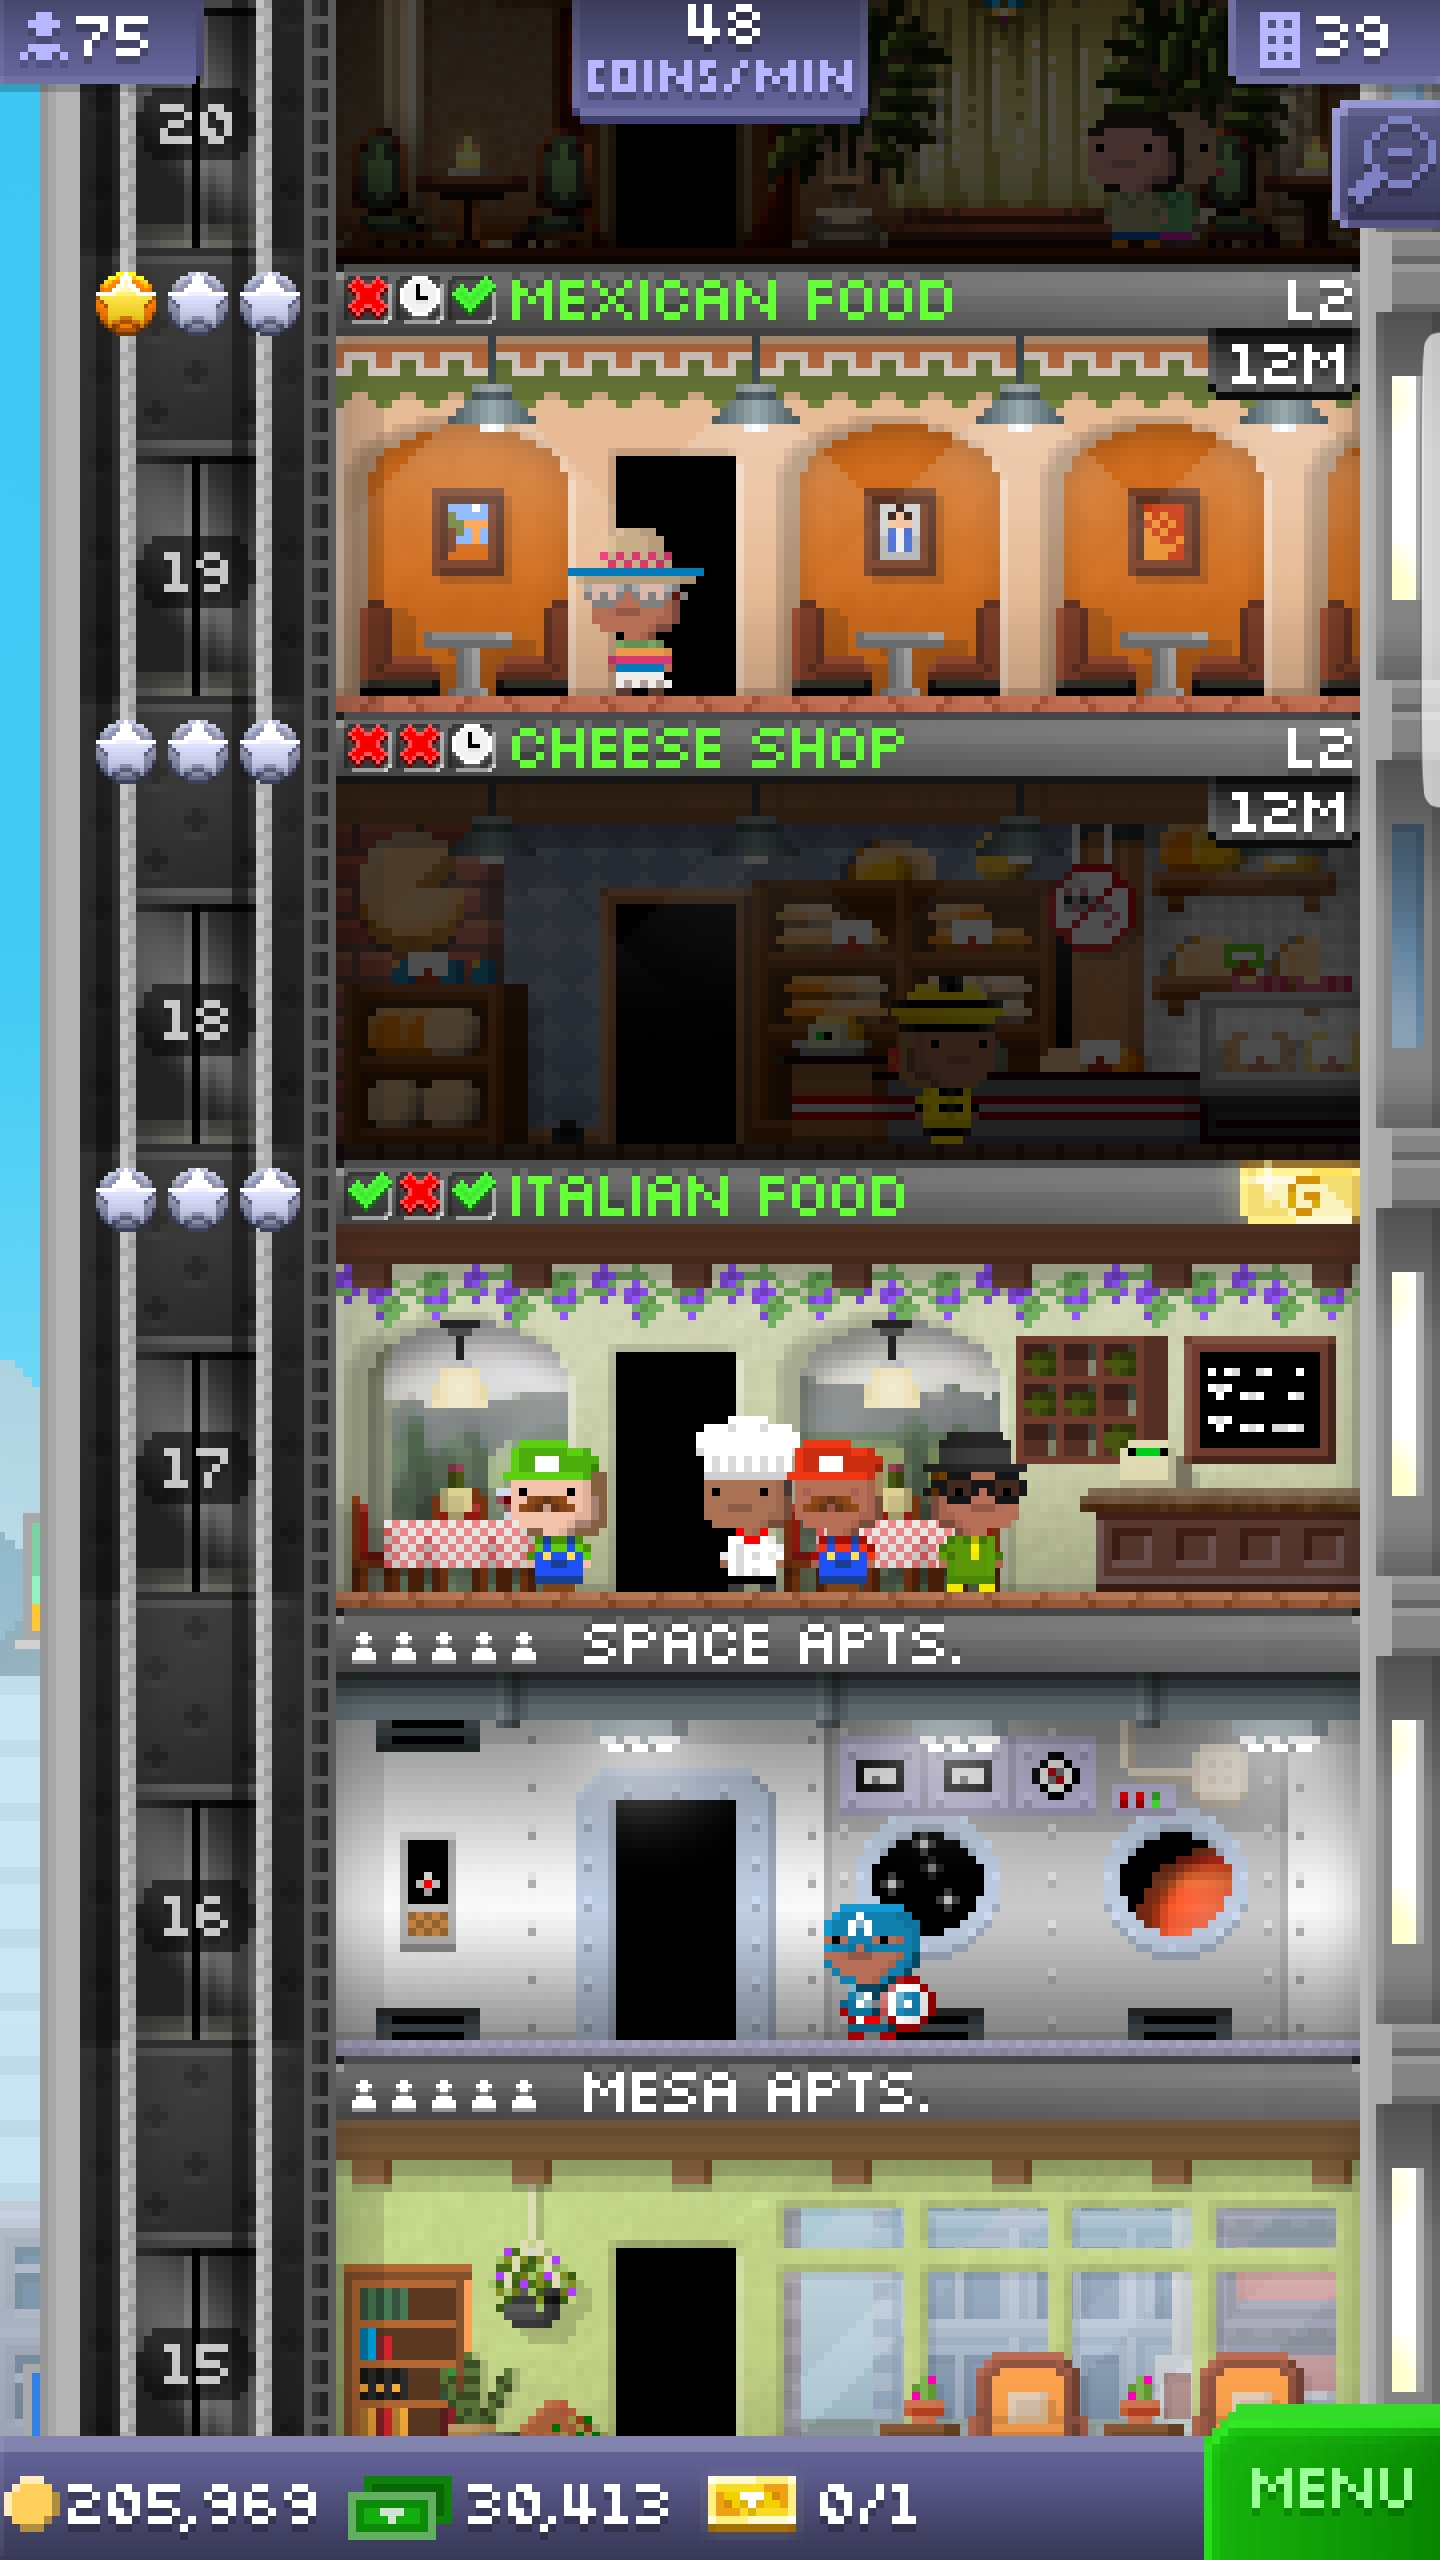 75
48
COINS/MIN
39
20
MEXICAN FOOD
L2
12M
19
CHEESE SHOP
L2
12M
18
ITALIAN FOOD
G
17
SPACE APTS.
16
MESA APTS.
15
205,969
30,413
0/1
MENU